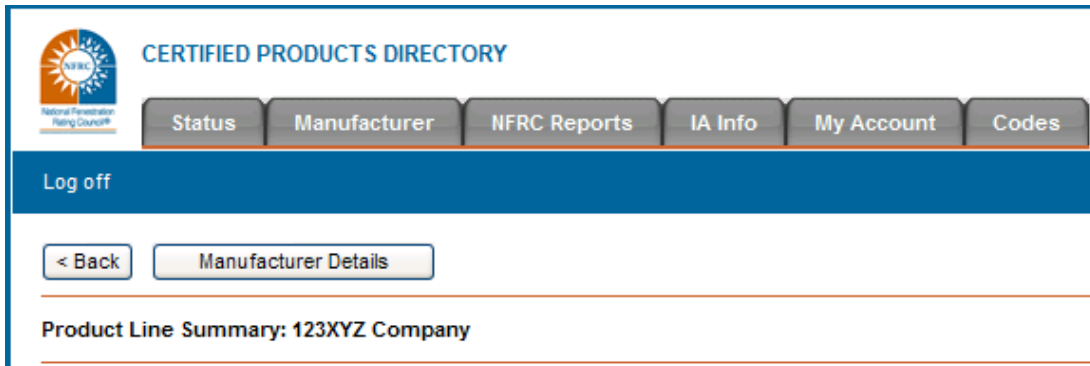 NFRC
National Fenestration
Rating Council®
CERTIFIED PRODUCTS DIRECTORY
Status Manufacturer NFRC Reports IA Info My Account Codes
Log off
< Back Manufacturer Details
Product Line Summary: 123XYZ Company